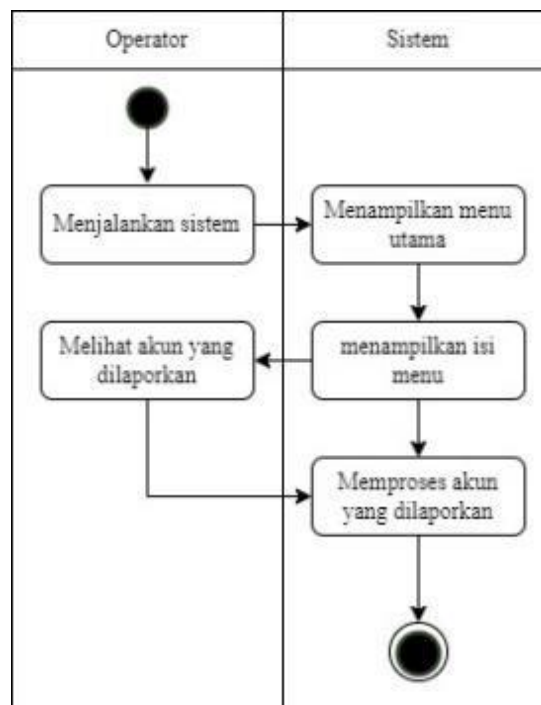 Operator
Sistem
Menjalankan sistem
Menampilkan menu
utama
Melihat akun yang
dilaporkan
menampilkan isi
menu
Memproses akun
yang dilaporkan